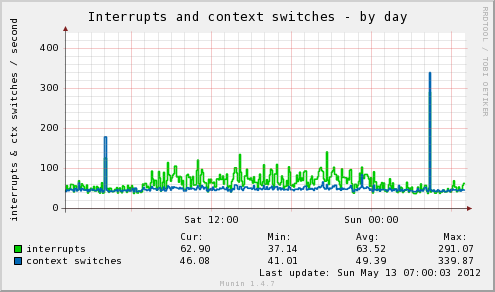 Interrupts and context switches - by day
RRDTOOL / TOBI OETIKER
interrupts & ctx switches / second
400
300
200
100
0
Sat 12:00 Sun 00:00
Cur: Min: Avg: Max:
interrupts 62.90 37.14 63.52 291.07
context switches 46.08 41.01 49.39 339.87
Last update: Sun May 13 07:00:03 2012
Munin 1.4.7